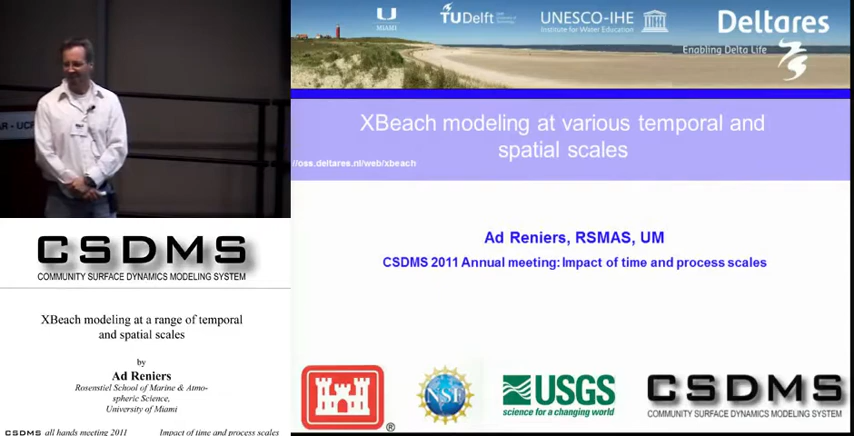 AR - UCF
CSDMS
COMMUNITY SURFACE DYNAMICS MODELING SYSTEM
XBeach modeling at a range of temporal
and spatial scales
by
Ad Reniers
Rosenstiel School of Marine & Atmo-
spheric Science,
University of Miami
CSDMS all hands meeting 2011 Impact of time and process scales
U
MIAMI
TUDelft
UNESCO-IHE
Institute for Water Education
Deltares
Enabling Delta Life
XBeach modeling at various temporal and
spatial scales
//oss.deltares.nl/web/xbeach
Ad Reniers, RSMAS, UM
CSDMS 2011 Annual meeting: Impact of time and process scales
®
NSF
USGS
science for a changing world
CSDMS
COMMUNITY SURFACE DYNAMICS MODELING SYSTEM